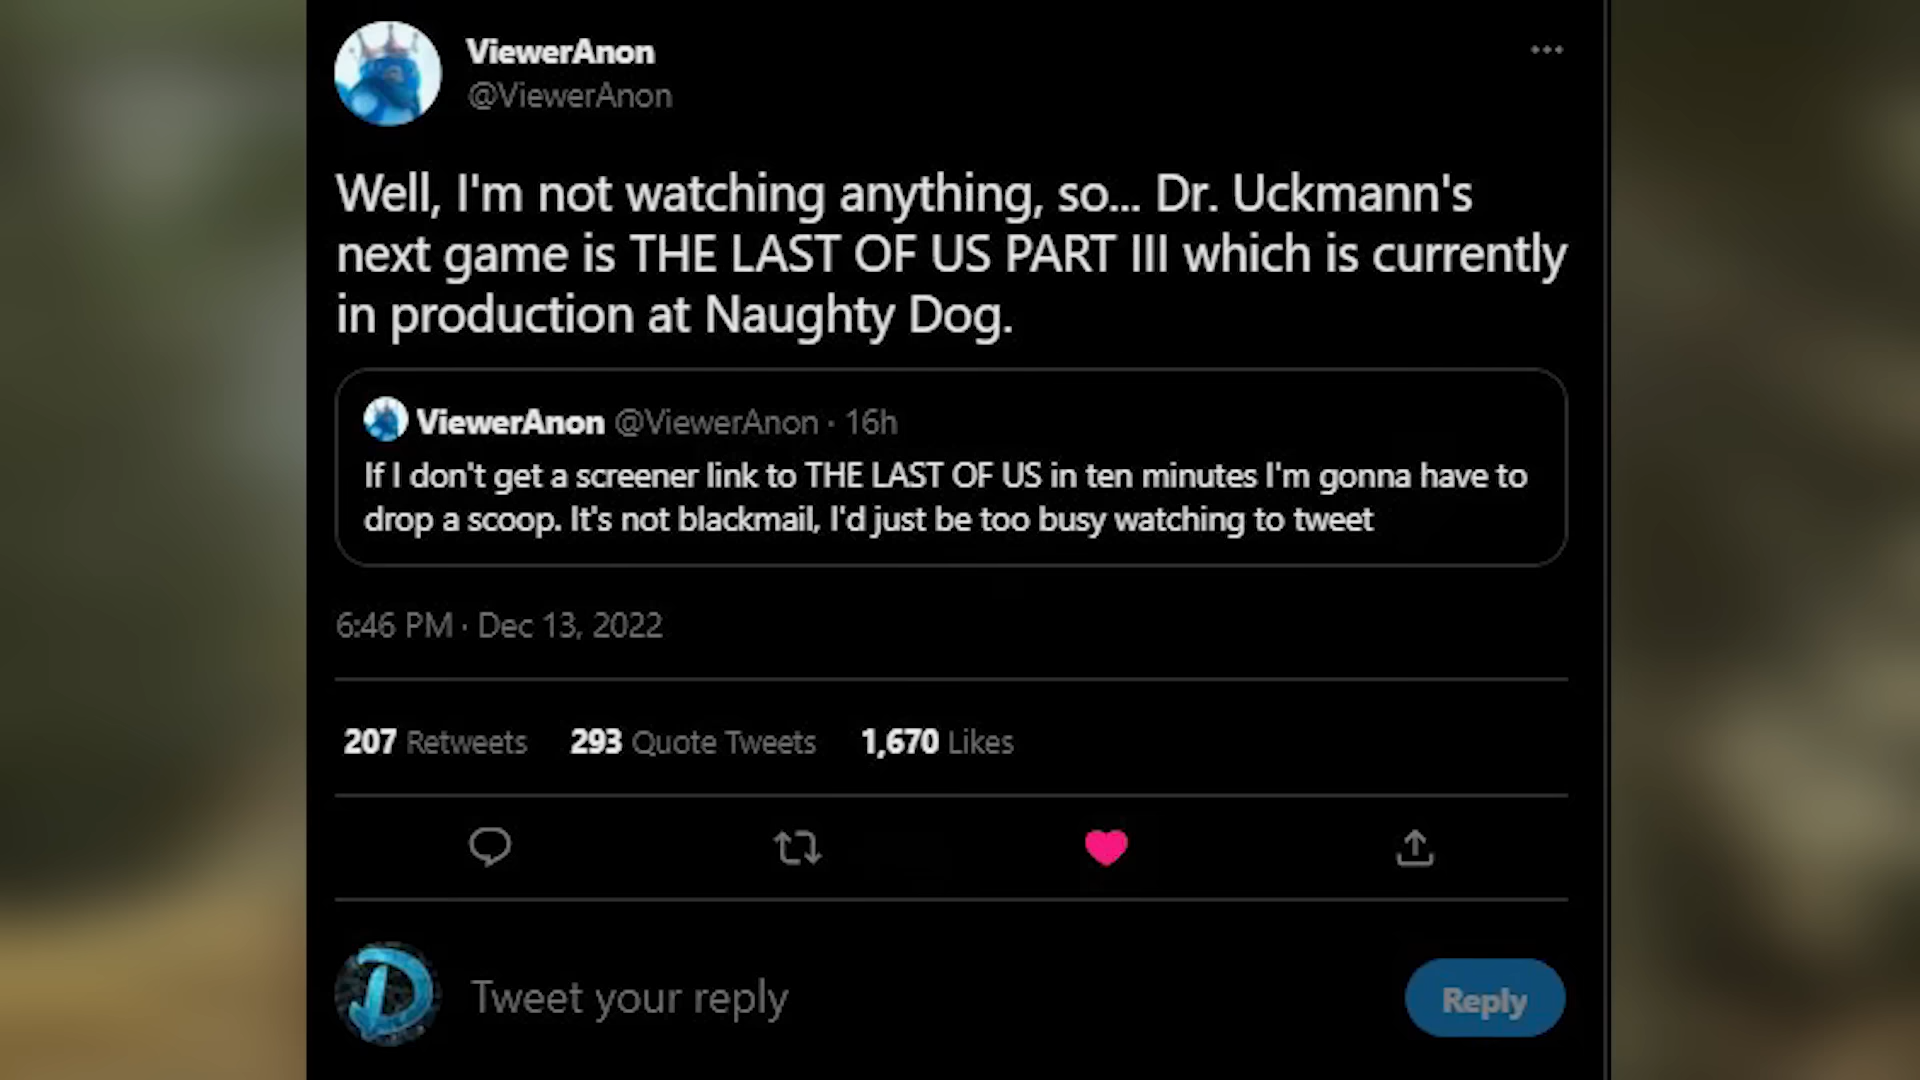 ViewerAnon
@ViewerAnon
Well, I'm not watching anything, so... Dr. Uckmann's
next game is THE LAST OF US PART III which is currently
in production at Naughty Dog.
ViewerAnon @ViewerAnon · 16h
If I don't get a screener link to THE LAST OF US in ten minutes I'm gonna have to
drop a scoop. It's not blackmail, I'd just be too busy watching to tweet
6:46 PM · Dec 13, 2022
207 Retweets 293 Quote Tweets 1,670 Likes
D
Tweet your reply
Reply